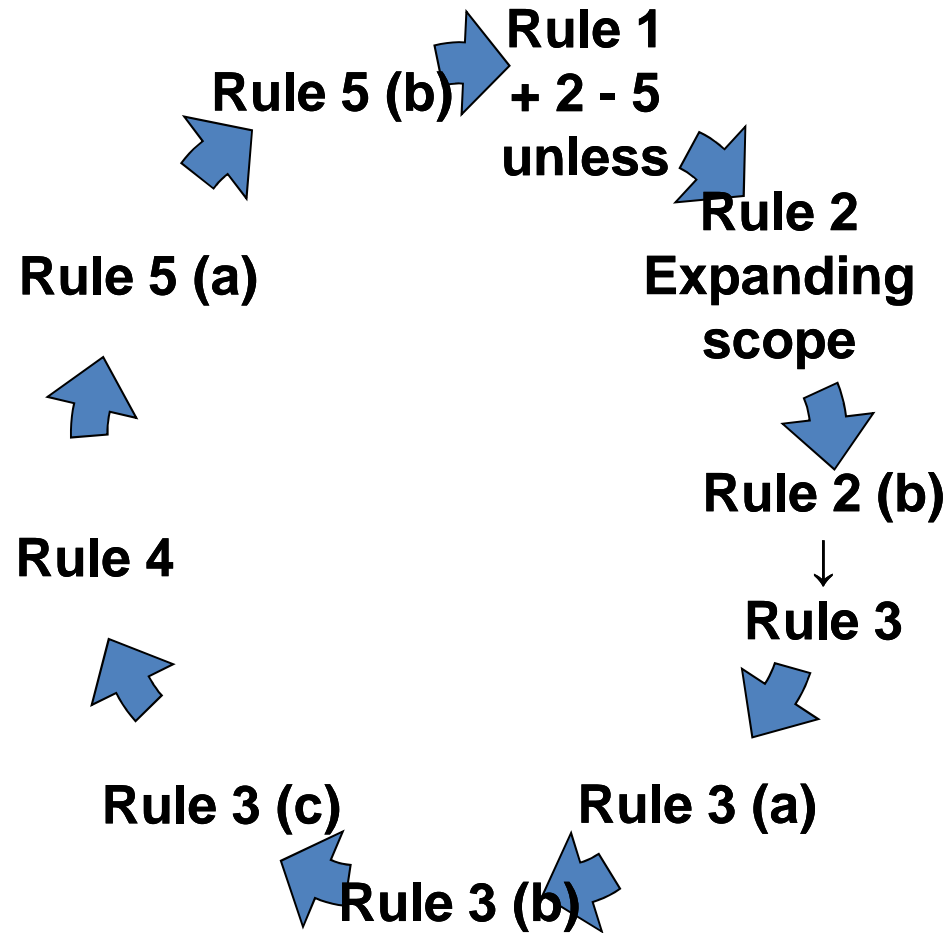 Rule 1
+ 2 - 5
unless
Rule 2
Expanding
scope
Rule 2 (b)
↓
Rule 3
Rule 3 (a)
Rule 3 (b)
Rule 3 (c)
Rule 4
Rule 5 (a)
Rule 5 (b)